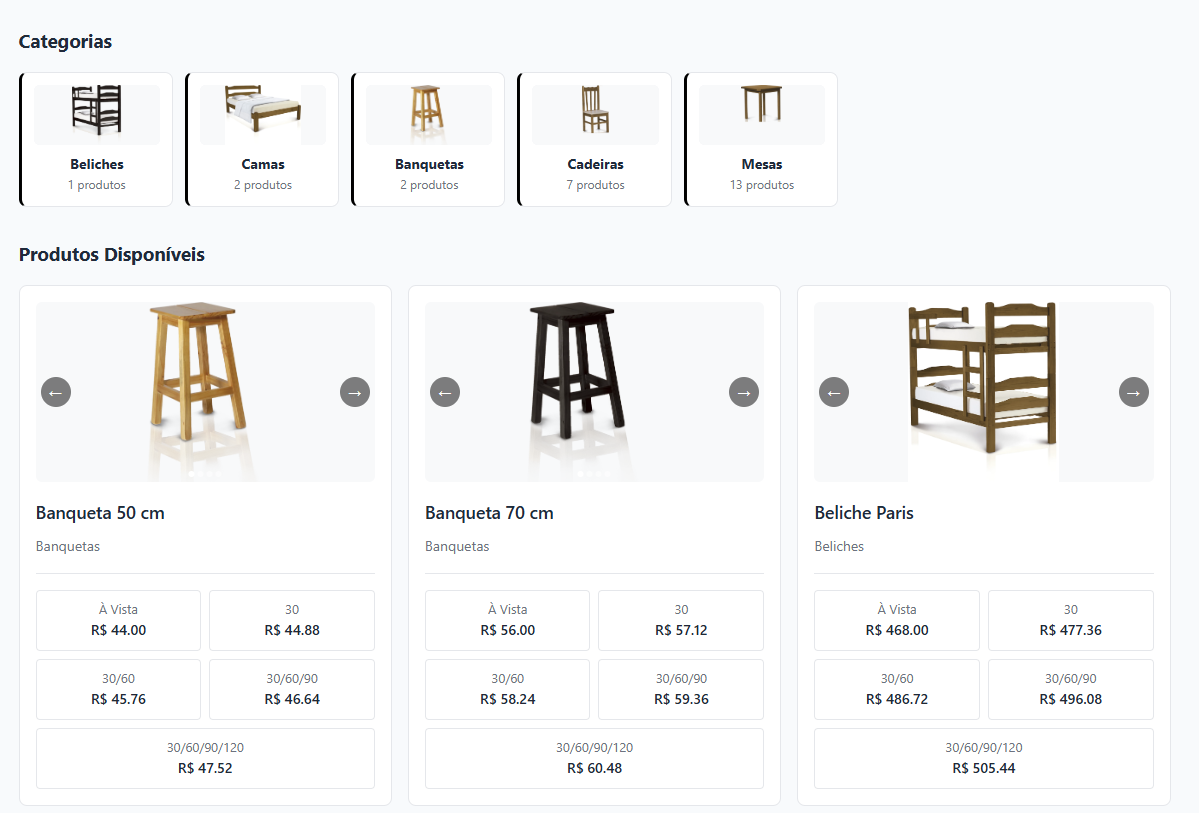 Categorias
Beliches
1 produtos
Camas
2 produtos
Banquetas
2 produtos
Cadeiras
7 produtos
Mesas
13 produtos
Produtos Disponíveis
←
→
Banqueta 50 cm
Banquetas
À Vista
R$ 44.00
30
R$ 44.88
30/60
R$ 45.76
30/60/90
R$ 46.64
30/60/90/120
R$ 47.52
←
→
Banqueta 70 cm
Banquetas
À Vista
R$ 56.00
30
R$ 57.12
30/60
R$ 58.24
30/60/90
R$ 59.36
30/60/90/120
R$ 60.48
←
→
Beliche Paris
Beliches
À Vista
R$ 468.00
30
R$ 477.36
30/60
R$ 486.72
30/60/90
R$ 496.08
30/60/90/120
R$ 505.44